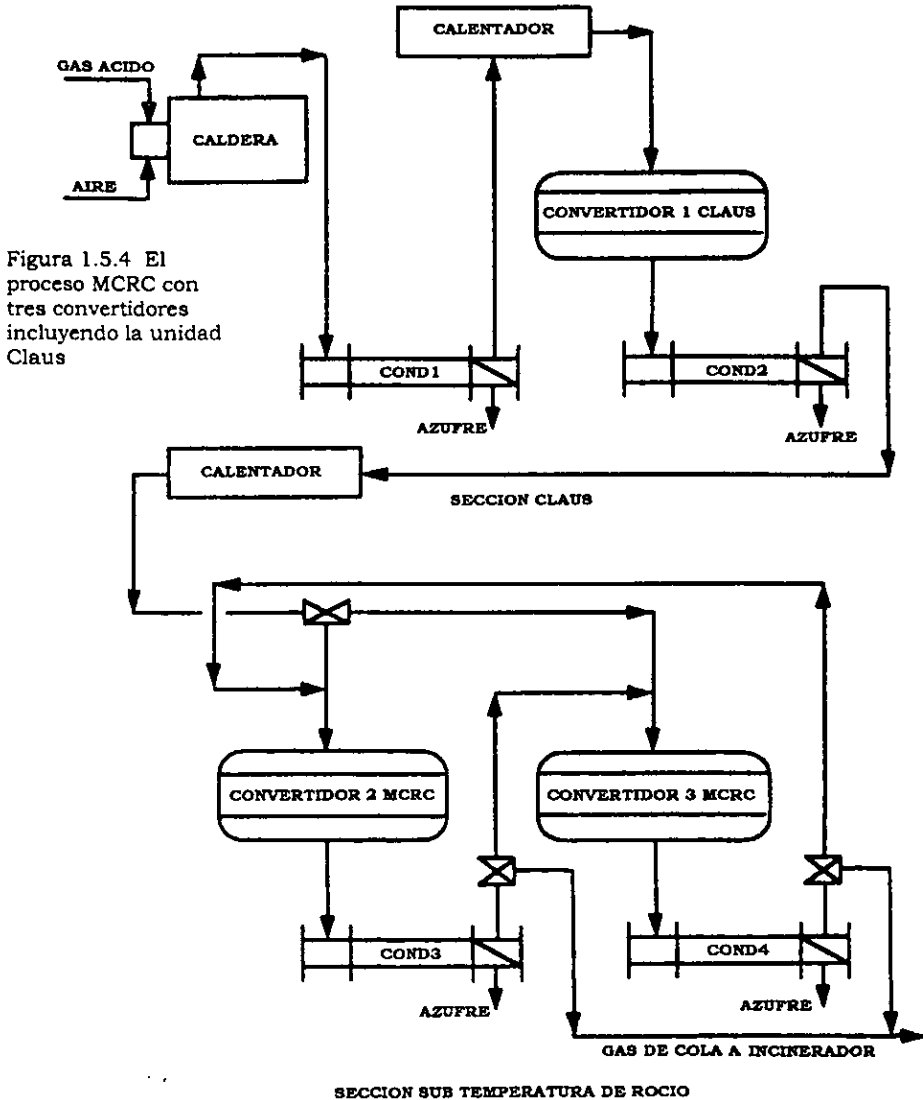 CALENTADOR
GAS ACIDO
CALDERA
AIRE
CONVERTIDOR 1 CLAUS
Figura 1.5.4 El
proceso MCRC con
tres convertidores
incluyendo la unidad
Claus
COND1
COND2
AZUFRE
AZUFRE
CALENTADOR
SECCION CLAUS
CONVERTIDOR 2 MCRC
CONVERTIDOR 3 MCRC
COND3
COND4
AZUFRE
AZUFRE
GAS DE COLA A INCINERADOR
SECCION SUB TEMPERATURA DE ROCIO